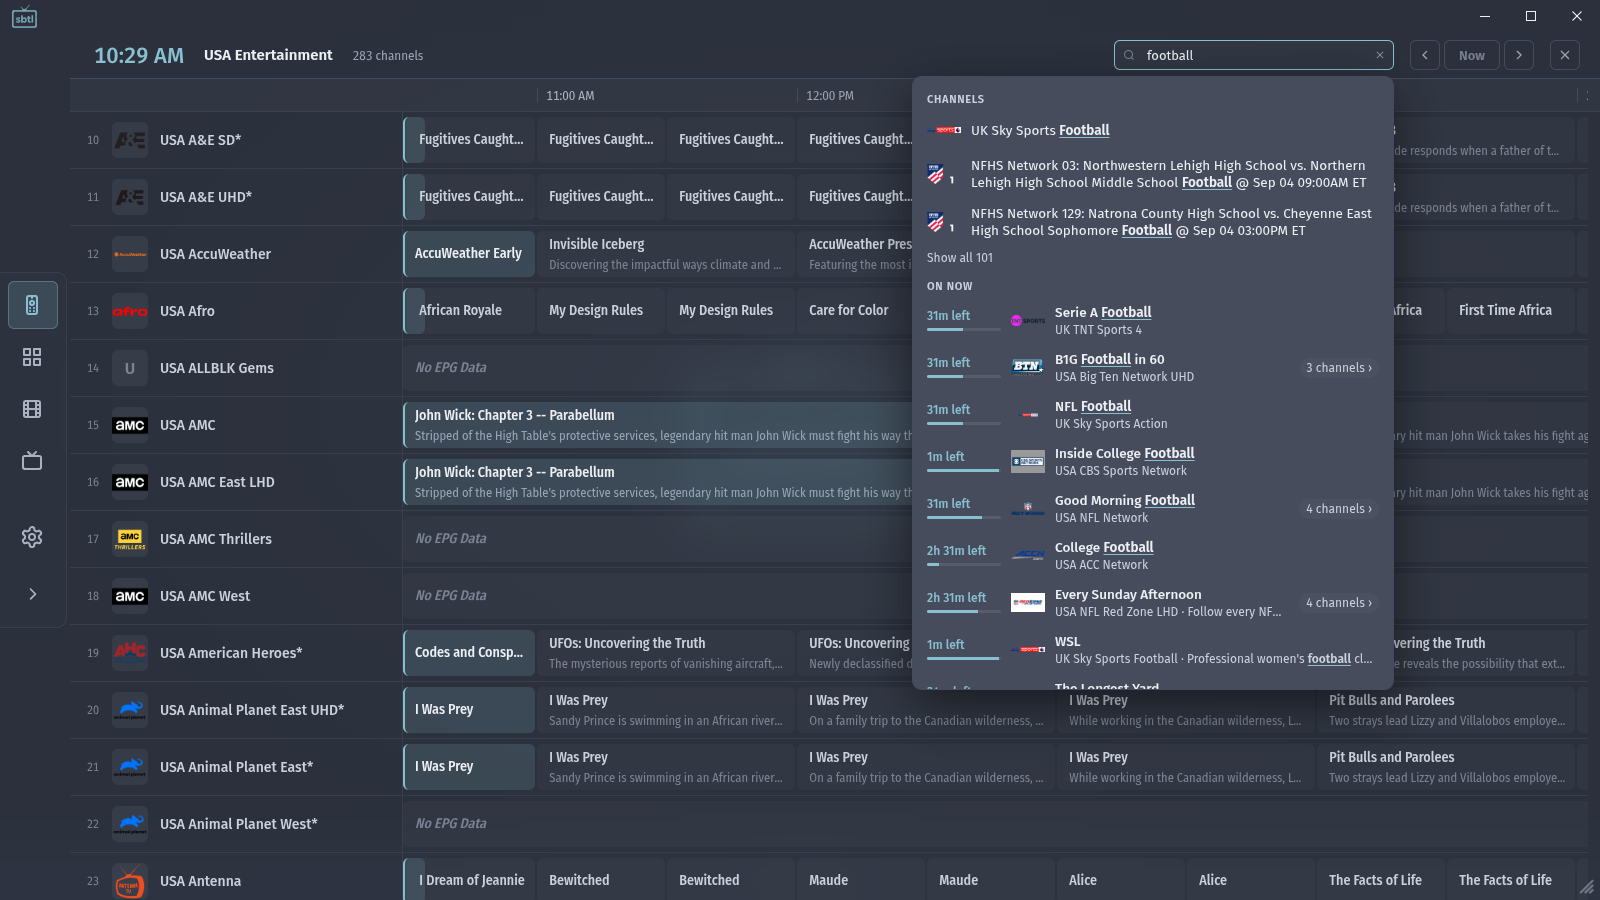 sbtl
10:29 AM
USA Entertainment
283 channels
football
Now
11:00 AM
12:00 PM
10
USA A&E SD*
Fugitives Caught...
Fugitives Caught...
Fugitives Caught...
Fugitives Caught...
de responds when a father of t...
11
USA A&E UHD*
Fugitives Caught...
Fugitives Caught...
Fugitives Caught...
Fugitives Caught...
de responds when a father of t...
12
USA AccuWeather
AccuWeather Early
Invisible Iceberg
Discovering the impactful ways climate and ...
AccuWeather Pres
Featuring the most i
13
afro
USA Afro
African Royale
My Design Rules
My Design Rules
Care for Color
Africa
First Time Africa
14
U
USA ALLBLK Gems
No EPG Data
15
aMC
USA AMC
John Wick: Chapter 3 -- Parabellum
Stripped of the High Table's protective services, legendary hit man John Wick must fight his way th
ry hit man John Wick takes his fight ag
16
aMC
USA AMC East LHD
John Wick: Chapter 3 -- Parabellum
Stripped of the High Table's protective services, legendary hit man John Wick must fight his way th
ry hit man John Wick takes his fight ag
17
aMC
THRILLERS
USA AMC Thrillers
No EPG Data
18
aMC
USA AMC West
No EPG Data
19
AHC
USA American Heroes*
Codes and Consp...
UFOs: Uncovering the Truth
The mysterious reports of vanishing aircraft,...
UFOs: Uncovering
Newly declassified d
vering the Truth
e reveals the possibility that ext...
20
animal planet
USA Animal Planet East UHD*
I Was Prey
I Was Prey
Sandy Prince is swimming in an African river...
I Was Prey
On a family trip to the Canadian wilderness, ...
I Was Prey
While working in the Canadian wilderness, L...
Pit Bulls and Parolees
Two strays lead Lizzy and Villalobos employe...
21
animal planet
USA Animal Planet East*
I Was Prey
I Was Prey
Sandy Prince is swimming in an African river...
I Was Prey
On a family trip to the Canadian wilderness, ...
I Was Prey
While working in the Canadian wilderness, L...
Pit Bulls and Parolees
Two strays lead Lizzy and Villalobos employe...
22
animal planet
USA Animal Planet West*
No EPG Data
23
USA Antenna
I Dream of Jeannie
Bewitched
Bewitched
Maude
Maude
Alice
Alice
The Facts of Life
The Facts of Life
CHANNELS
UK Sky Sports Football
1
NFHS Network 03: Northwestern Lehigh High School vs. Northern
Lehigh High School Middle School Football @ Sep 04 09:00AM ET
1
NFHS Network 129: Natrona County High School vs. Cheyenne East
High School Sophomore Football @ Sep 04 03:00PM ET
Show all 101
ON NOW
31m left
Serie A Football
UK TNT Sports 4
31m left
BTN
B1G Football in 60
USA Big Ten Network UHD
3 channels ›
31m left
NFL Football
UK Sky Sports Action
1m left
Inside College Football
USA CBS Sports Network
31m left
Good Morning Football
USA NFL Network
4 channels ›
2h 31m left
College Football
USA ACC Network
2h 31m left
Every Sunday Afternoon
USA NFL Red Zone LHD · Follow every NF...
4 channels ›
1m left
WSL
UK Sky Sports Football · Professional women's football cl...
The Longest Yard